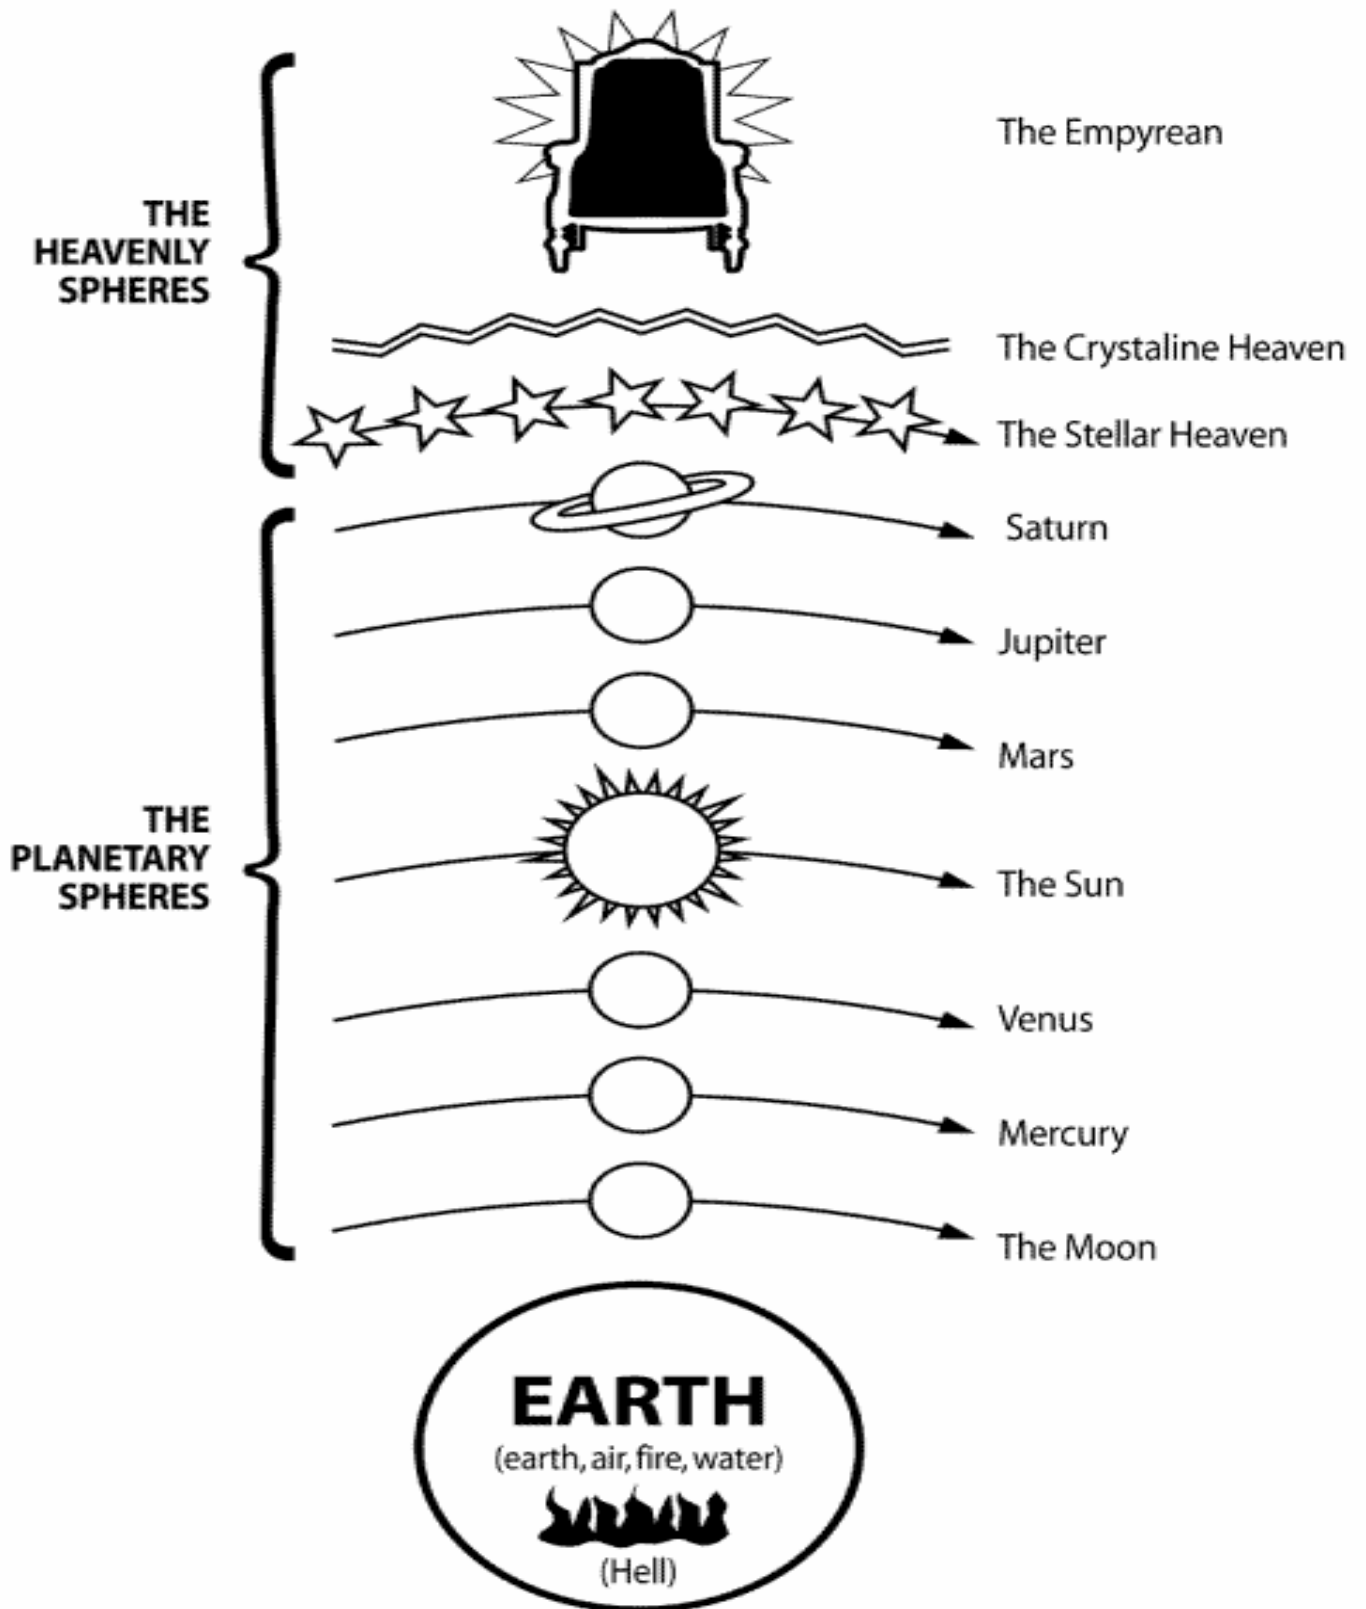 The Empyrean
THE
HEAVENLY
SPHERES
The Crystaline Heaven
The Stellar Heaven
Saturn
Jupiter
Mars
THE
PLANETARY
SPHERES
The Sun
Venus
Mercury
The Moon
EARTH
(earth, air, fire, water)
(Hell)